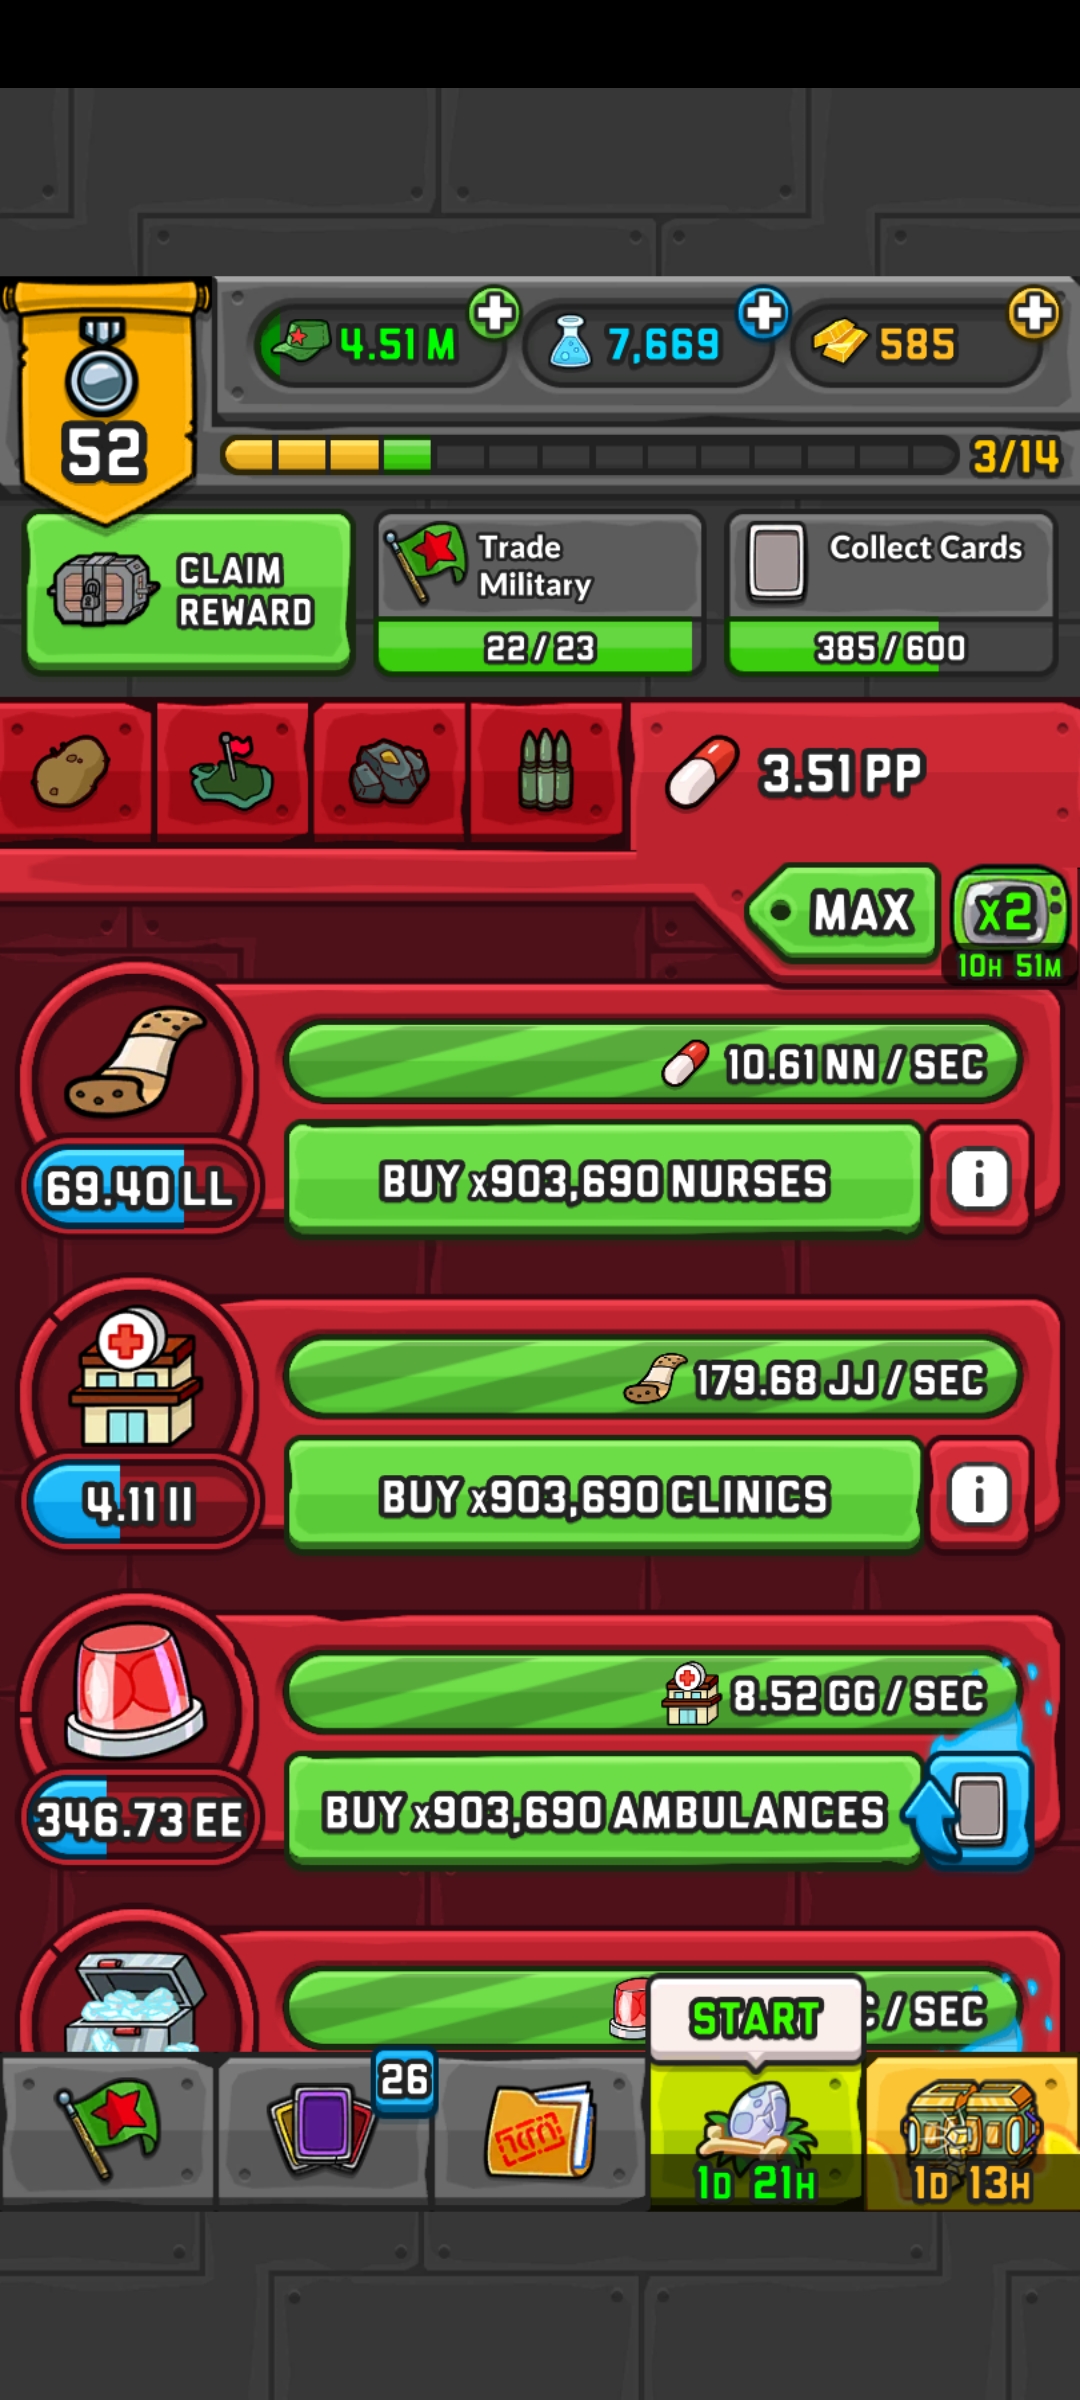 4.51 M
7,669
585
52
3/14
CLAIM
REWARD
Trade
Military
22/23
Collect Cards
385/600
3.51 PP
MAX
x2
10H 51M
10.61 NN / SEC
69.40 LL
BUY x903,690 NURSES
i
179.68 JJ / SEC
4.11 II
BUY x903,690 CLINICS
i
8.52 GG / SEC
346.73 EE
BUY x903,690 AMBULANCES
/ SEC
START
26
1D 21H
1D 13H